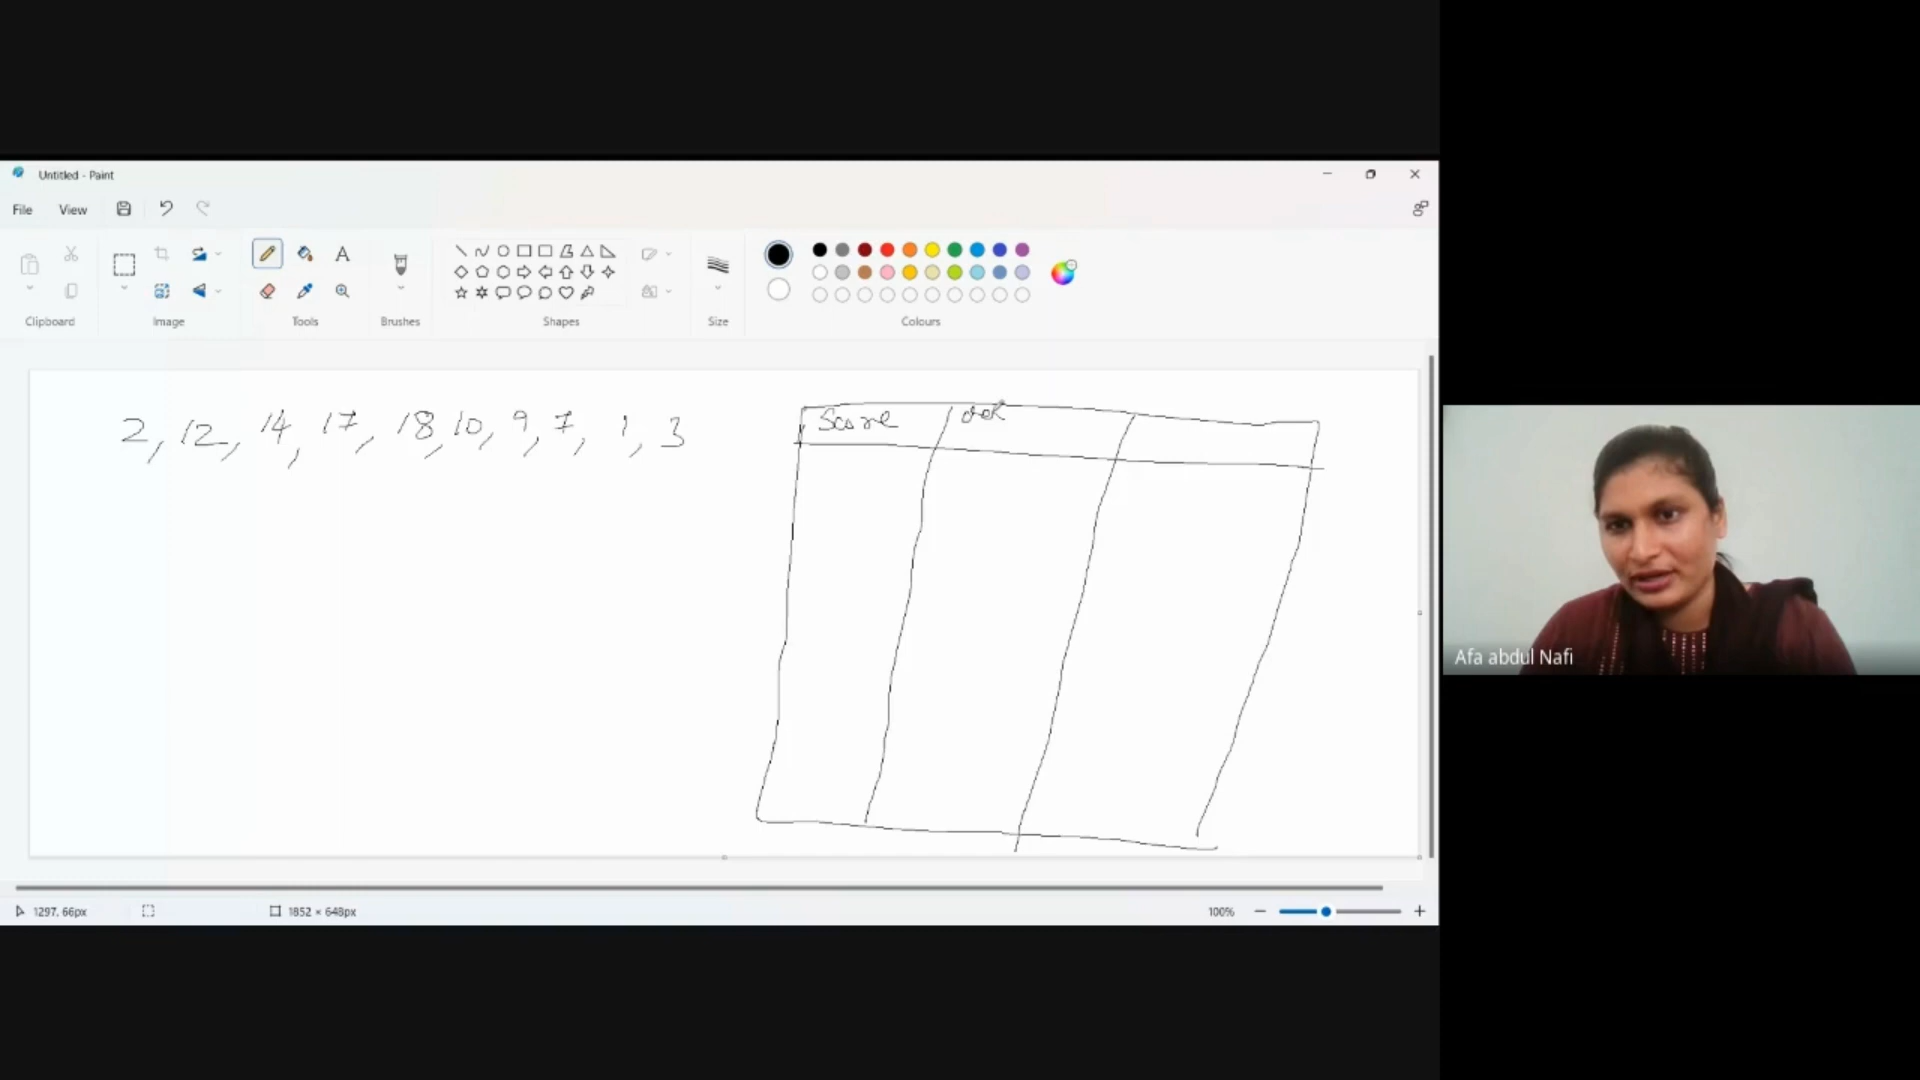 Untitled - Paint
File View
Clipboard Image Tools Brushes Shapes Size Colours
2, 12, 14, 17, 18, 10, 9, 7, 1, 3
Score
Afa abdul Nafi
1297, 66px 1852 × 648px 100%